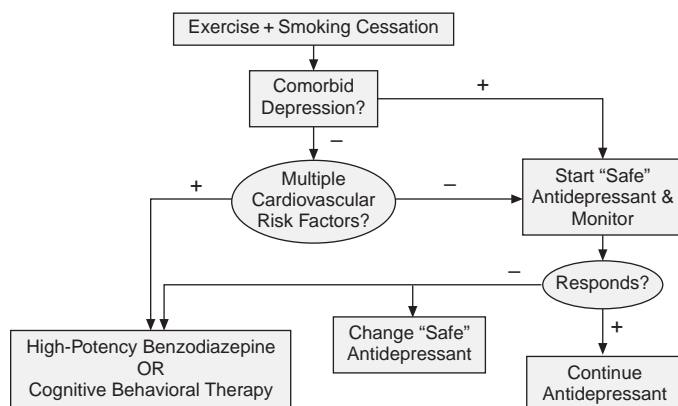 Exercise + Smoking Cessation
Comorbid
Depression?
+
–
Multiple
Cardiovascular
Risk Factors?
+
–
Start “Safe”
Antidepressant &
Monitor
–
Responds?
+
High-Potency Benzodiazepine
OR
Cognitive Behavioral Therapy
Change “Safe”
Antidepressant
Continue
Antidepressant